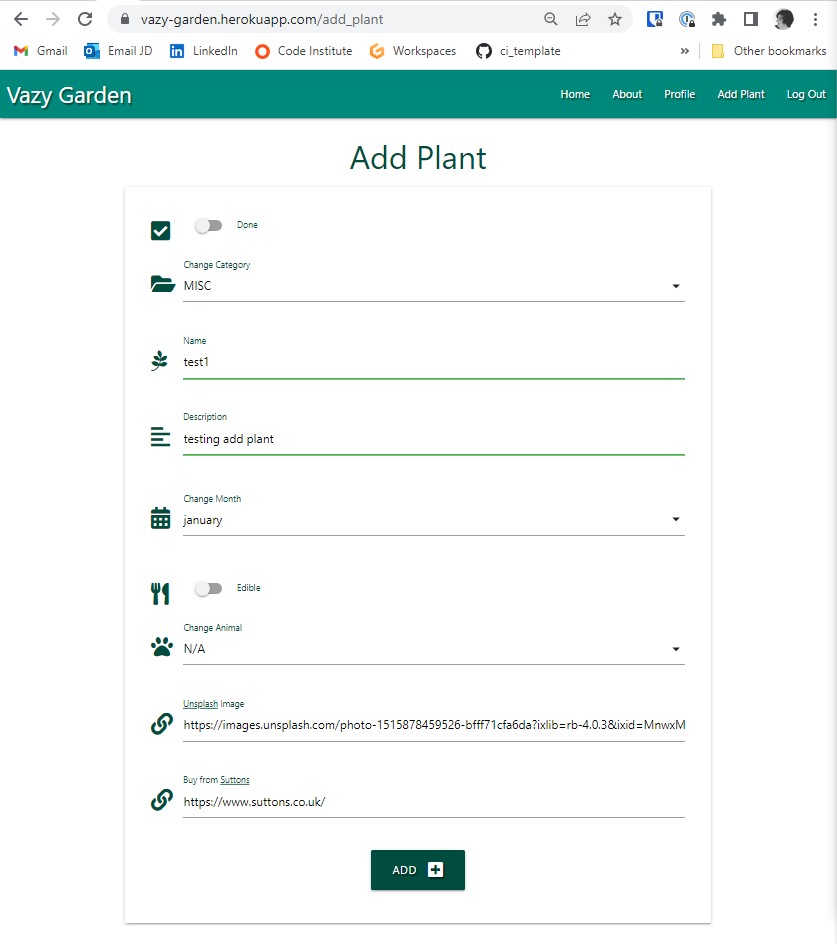 vazy-garden.herokuapp.com/add_plant
Gmail Email JD LinkedIn Code Institute Workspaces ci_template » Other bookmarks
Vazy Garden Home About Profile Add Plant Log Out
Add Plant
Done
Change Category
MISC
Name
test1
Description
testing add plant
Change Month
january
Edible
Change Animal
N/A
Unsplash Image
https://images.unsplash.com/photo-1515878459526-bfff71cfa6da?ixlib=rb-4.0.3&ixid=MnwxM
Buy from Suttons
https://www.suttons.co.uk/
ADD